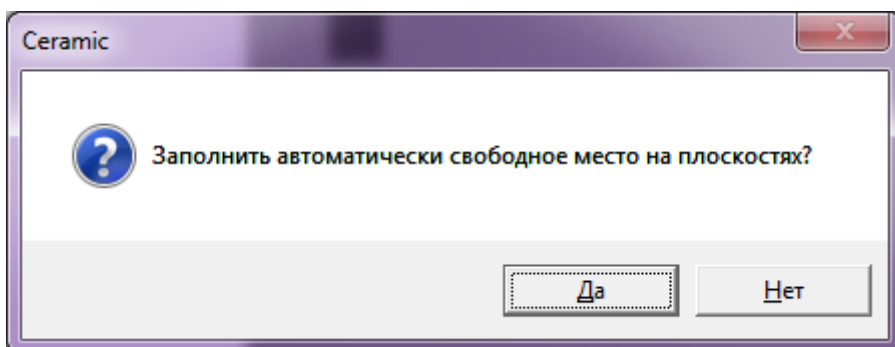 Ceramic
Заполнить автоматически свободное место на плоскостях?
Да
Нет